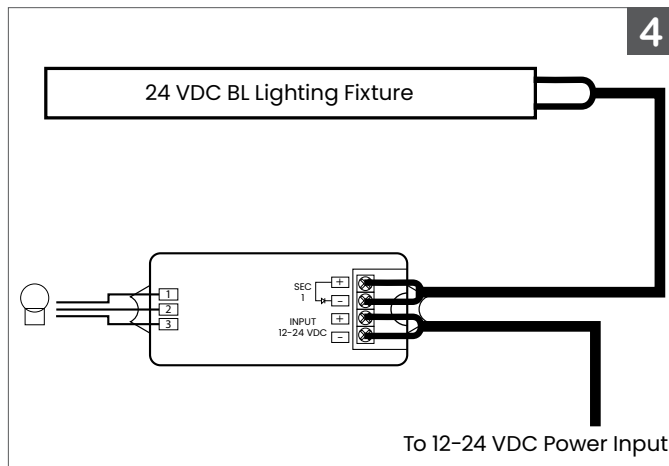 4
24 VDC BL Lighting Fixture
1
2
3
SEC
1
+
-
INPUT
12-24 VDC
+
-
To 12-24 VDC Power Input